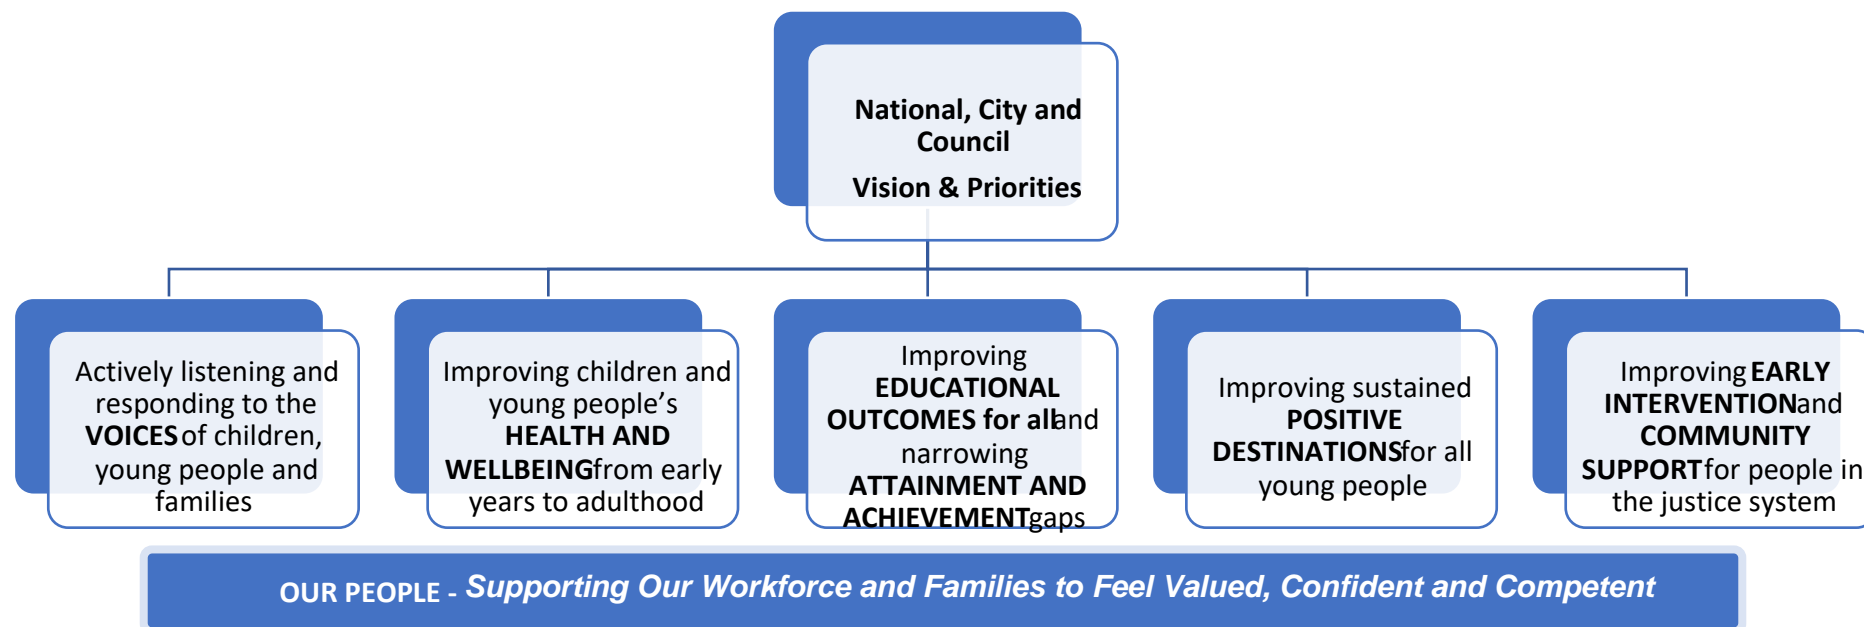 National, City and
Council
Vision & Priorities
Actively listening and
responding to the
VOICES of children,
young people and
families
Improving children and
young people’s
HEALTH AND
WELLBEING from early
years to adulthood
Improving
EDUCATIONAL
OUTCOMES for all and
narrowing
ATTAINMENT AND
ACHIEVEMENT gaps
Improving sustained
POSITIVE
DESTINATIONS for all
young people
Improving EARLY
INTERVENTION and
COMMUNITY
SUPPORT for people in
the justice system
OUR PEOPLE - Supporting Our Workforce and Families to Feel Valued, Confident and Competent